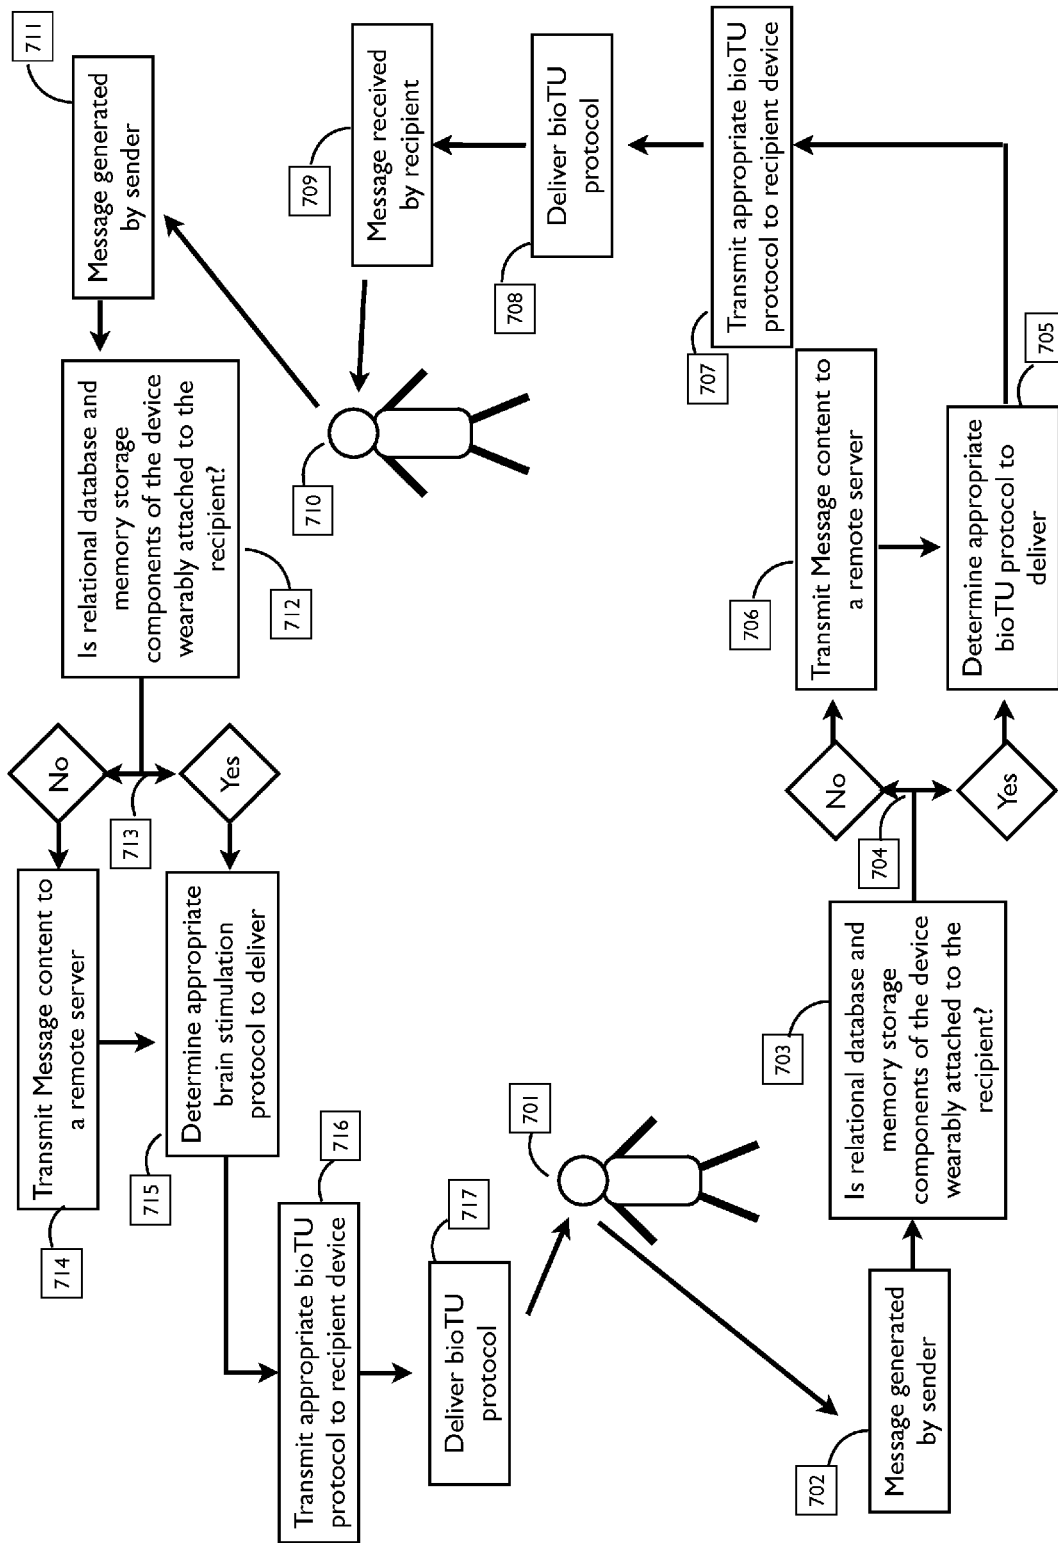 701
702
Message generated
by sender
703
Is relational database and
memory storage
components of the device
wearably attached to the
recipient?
704
No
Yes
706
Transmit Message content to
a remote server
705
Determine appropriate
bioTU protocol to
deliver
707
Transmit appropriate bioTU
protocol to recipient device
708
Deliver bioTU
protocol
709
Message received
by recipient
710
711
Message generated
by sender
712
Is relational database and
memory storage
components of the device
wearably attached to the
recipient?
713
No
Yes
714
Transmit Message content to
a remote server
715
Determine appropriate
brain stimulation
protocol to deliver
716
Transmit appropriate bioTU
protocol to recipient device
717
Deliver bioTU
protocol